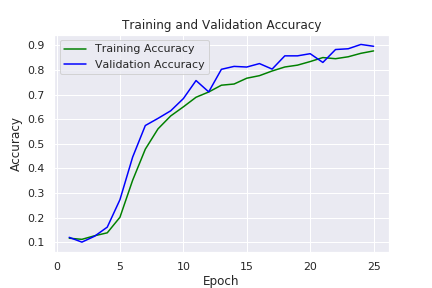 Training and Validation Accuracy
Training Accuracy
Validation Accuracy
Accuracy
0.9
0.8
0.7
0.6
0.5
0.4
0.3
0.2
0.1
0 5 10 15 20 25
Epoch